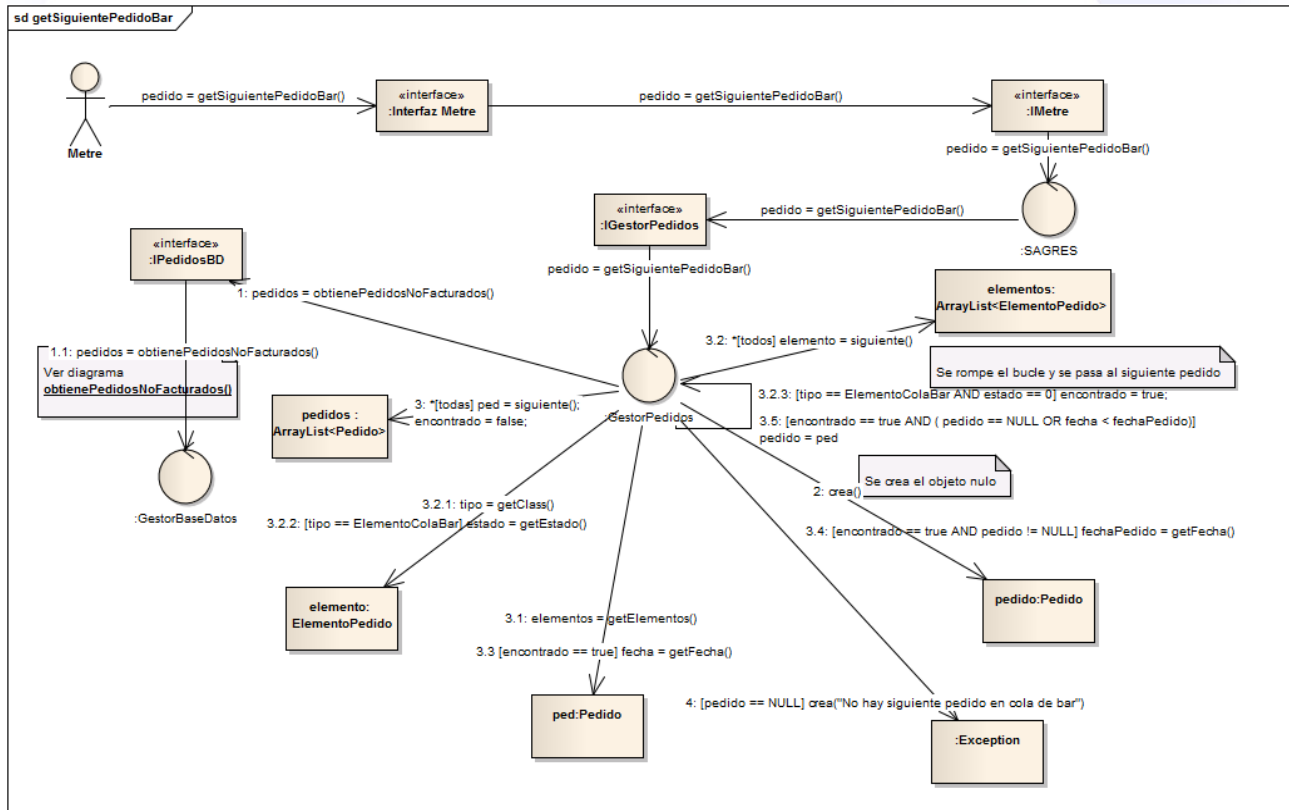 sd getSiguientePedidoBar
Metre
pedido = getSiguientePedidoBar()
«interface»
:Interfaz Metre
pedido = getSiguientePedidoBar()
«interface»
:IMetre
pedido = getSiguientePedidoBar()
:SAGRES
pedido = getSiguientePedidoBar()
«interface»
:IGestorPedidos
pedido = getSiguientePedidoBar()
«interface»
:IPedidosBD
1: pedidos = obtienePedidosNoFacturados()
1.1: pedidos = obtienePedidosNoFacturados()
Ver diagrama
obtienePedidosNoFacturados()
:GestorBaseDatos
elementos:
ArrayList<ElementoPedido>
3.2: *[todos] elemento = siguiente()
Se rompe el bucle y se pasa al siguiente pedido
:GestorPedidos
3.2.3: [tipo == ElementoColaBar AND estado == 0] encontrado = true;
3.5: [encontrado == true AND ( pedido == NULL OR fecha < fechaPedido)]
pedido = ped
pedidos :
ArrayList<Pedido>
3: *[todas] ped = siguiente();
encontrado = false;
Se crea el objeto nulo
2: crea()
3.4: [encontrado == true AND pedido != NULL] fechaPedido = getFecha()
3.2.1: tipo = getClass()
3.2.2: [tipo == ElementoColaBar] estado = getEstado()
elemento:
ElementoPedido
pedido:Pedido
3.1: elementos = getElementos()
3.3 [encontrado == true] fecha = getFecha()
ped:Pedido
4: [pedido == NULL] crea("No hay siguiente pedido en cola de bar")
:Exception